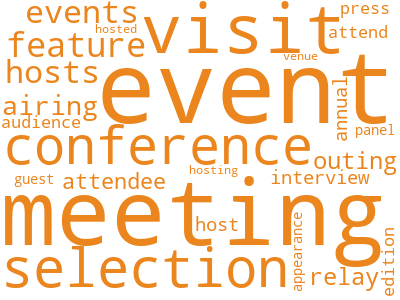 events
visit
press
hosted
attend
feature
venue
hosts
event
annual
airing
audience
panel
conference
outing
hosting
guest
attendee
interview
meeting
host
appearance
selection
relay
edition